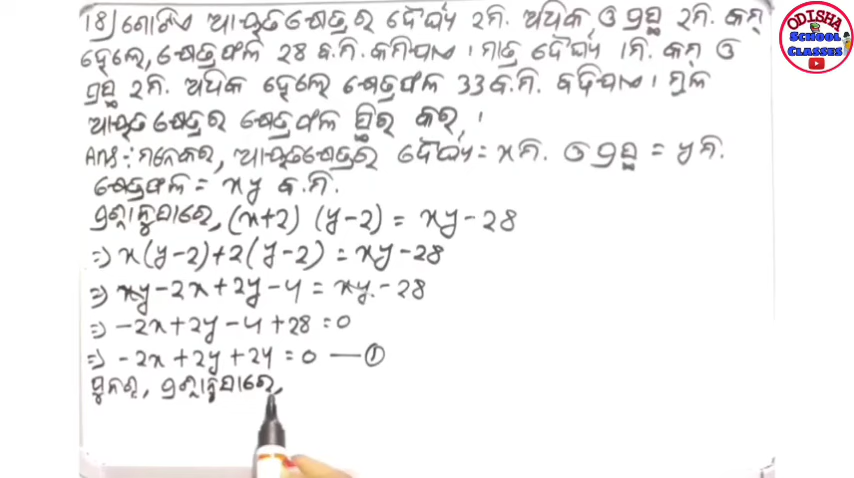 18) ଗୋଟିଏ ଆୟତକ୍ଷେତ୍ରର ଦୈର୍ଘ୍ୟ 2ମି. ଅଧିକ ଓ ପ୍ରସ୍ଥ 2ମି. କମ୍
ହେଲେ, କ୍ଷେତ୍ରଫଳ 28 ବ.ମି. କମିଯାଏ । ମାତ୍ର ଦୈର୍ଘ୍ୟ 1ମି. କମ୍ ଓ
ପ୍ରସ୍ଥ 2ମି. ଅଧିକ ହେଲେ କ୍ଷେତ୍ରଫଳ 33 ବ.ମି. ବଢ଼ିଯାଏ । ମୂଳ
ଆୟତକ୍ଷେତ୍ରର କ୍ଷେତ୍ରଫଳ ସ୍ଥିର କର ।
Ans:- ମନେକର, ଆୟତକ୍ଷେତ୍ରର ଦୈର୍ଘ୍ୟ = xମି. ଓ ପ୍ରସ୍ଥ = yମି.
କ୍ଷେତ୍ରଫଳ = xy ବ.ମି.
ପ୍ରଶ୍ନାନୁସାରେ, (x+2) (y-2) = xy-28
⇒ x(y-2)+2(y-2) = xy-28
⇒ xy-2x+2y-4 = xy.-28
⇒ -2x+2y-4+28 = 0
⇒ -2x+2y+24 = 0 — ①
ପୁନଶ୍ଚ, ପ୍ରଶ୍ନାନୁସାରେ,
ODISHA
School
CLASSES